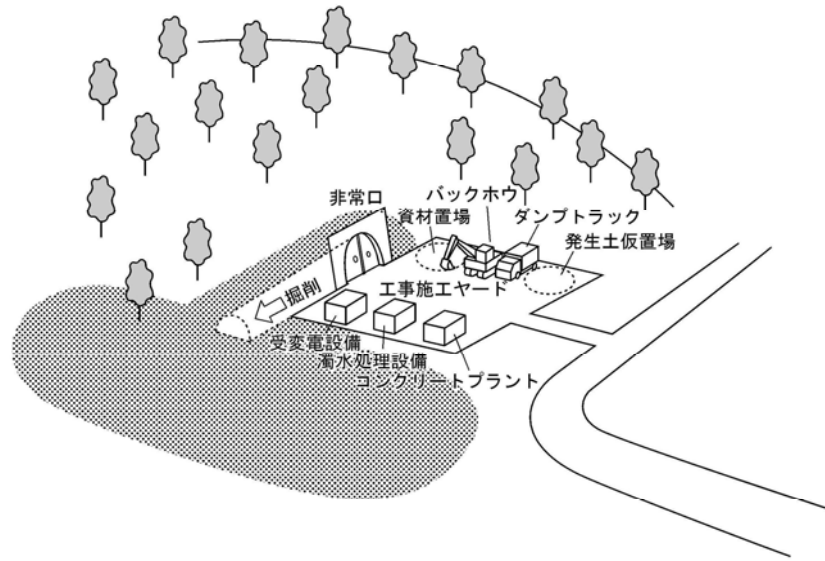 非常口
バックホウ
資材置場
ダンプトラック
発生土仮置場
工事施工ヤード
掘削
受変電設備
濁水処理設備
コンクリートプラント